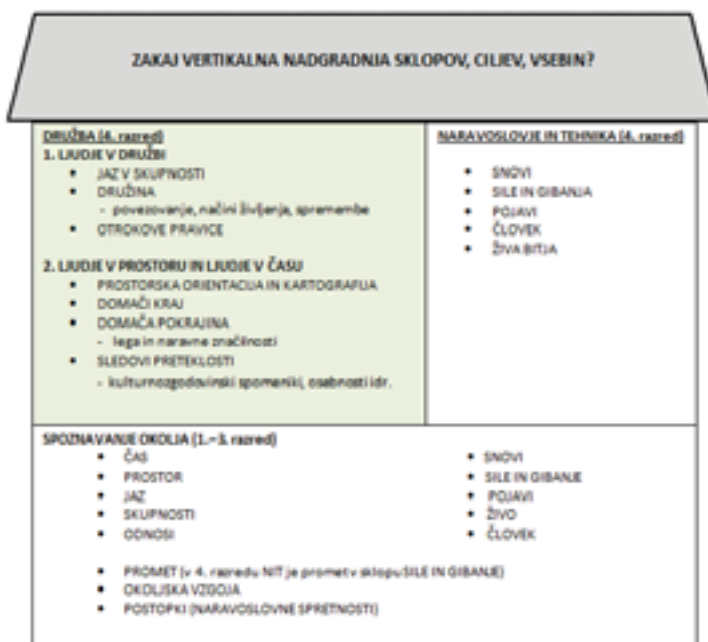 ZAKAJ VERTIKALNA NADGRADNJA SKLOPOV, CILJEV, VSEBIN?
DRUŽBA (4. razred)
1. LJUDJE V DRUŽBI
• JAZ V SKUPNOSTI
• DRUŽINA
- povezovanje, načini življenja, spremembe
• OTROKOVE PRAVICE
2. LJUDJE V PROSTORU IN LJUDJE V ČASU
• PROSTORSKA ORIENTACIJA IN KARTOGRAFIJA
• DOMAČI KRAJ
• DOMAČA POKRAJINA
- lega in naravne značilnosti
• SLEDOVI PRETEKLOSTI
- kulturnozgodovinski spomeniki, osebnosti idr.
NARAVOSLOVJE IN TEHNIKA (4. razred)
• SNOVI
• SILE IN GIBANJA
• POJAVI
• ČLOVEK
• ŽIVA BITJA
SPOZNAVANJE OKOLJA (1.–3. razred)
• ČAS
• PROSTOR
• JAZ
• SKUPNOSTI
• ODNOSI
• SNOVI
• SILE IN GIBANJE
• POJAVI
• ŽIVO
• ČLOVEK
• PROMET (v 4. razredu NIT je promet v sklopu SILE IN GIBANJE)
• OKOLJSKA VZGOJA
• POSTOPKI (NARAVOSLOVNE SPRETNOSTI)